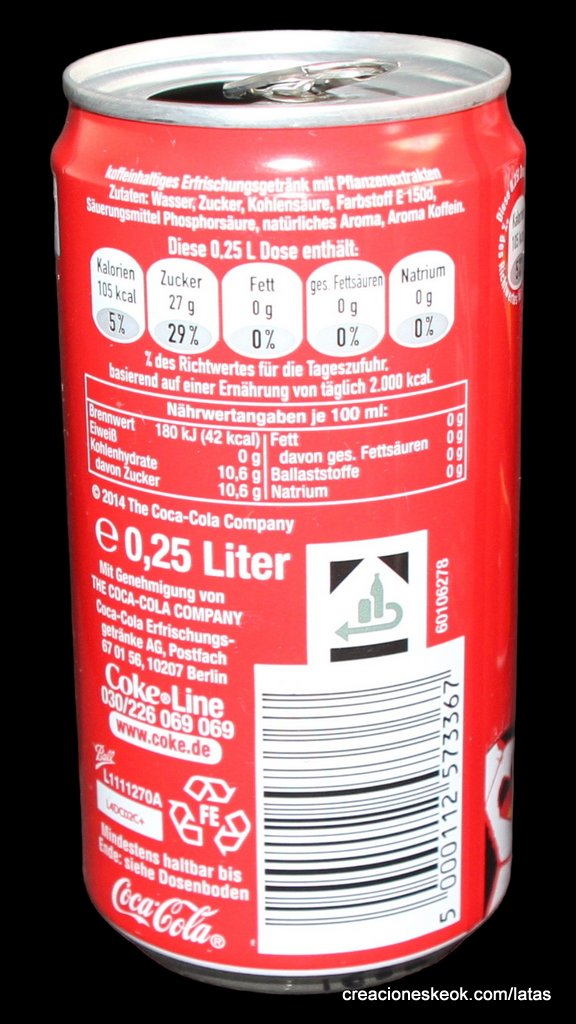 koffeinhaltiges Erfrischungsgetränk mit Pflanzenextrakten
Zutaten: Wasser, Zucker, Kohlensäure, Farbstoff E 150d,
Säuerungsmittel Phosphorsäure, natürliches Aroma, Aroma Koffein.
Diese 0,25 L Dose enthält:
Kalorien
105 kcal
5%
Zucker
27 g
29%
Fett
0 g
0%
ges. Fettsäuren
0 g
0%
Natrium
0 g
0%
% des Richtwertes für die Tageszufuhr.
basierend auf einer Ernährung von täglich 2.000 kcal.
Nährwertangaben je 100 ml:
Brennwert 180 kJ (42 kcal)
Eiweiß 0 g
Kohlenhydrate 10,6 g
davon Zucker 10,6 g
Fett 0 g
davon ges. Fettsäuren 0 g
Ballaststoffe 0 g
Natrium 0 g
© 2014 The Coca-Cola Company
e 0,25 Liter
Mit Genehmigung von
THE COCA-COLA COMPANY
Coca-Cola Erfrischungs-
getränke AG, Postfach
67 01 56, 10207 Berlin
Coke Line
030/226 069 069
www.coke.de
Ball
L1111270A
L4DC02C+
FE
Mindestens haltbar bis
Ende: siehe Dosenboden
Coca-Cola®
60106278
5 000112 573367
Diese 0,25 L
creacioneskeok.com/latas